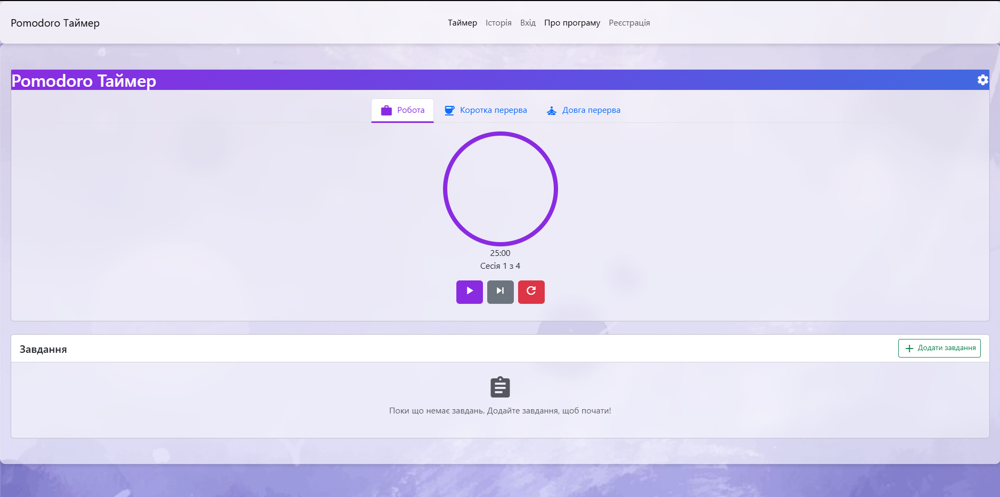 Pomodoro Таймер
Таймер Історія Вхід Про програму Реєстрація
Pomodoro Таймер
Робота Коротка перерва Довга перерва
25:00
Сесія 1 з 4
Завдання
Додати завдання
Поки що немає завдань. Додайте завдання, щоб почати!